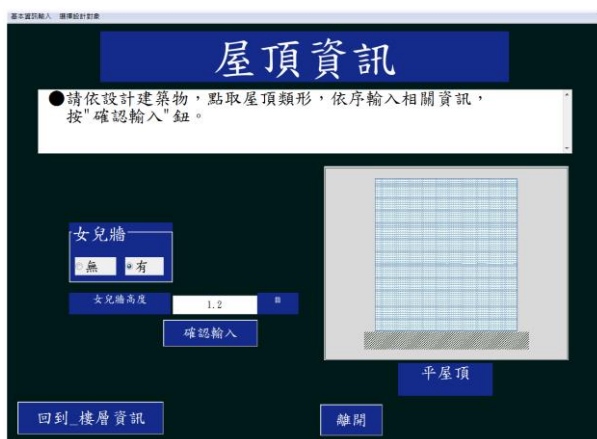 基本資訊輸入 選擇設計對象
屋頂資訊
●請依設計建築物，點取屋頂類形，依序輸入相關資訊，
按"確認輸入"鈕。
女兒牆
無 有
女兒牆高度 1.2
確認輸入
平屋頂
回到_樓層資訊 離開